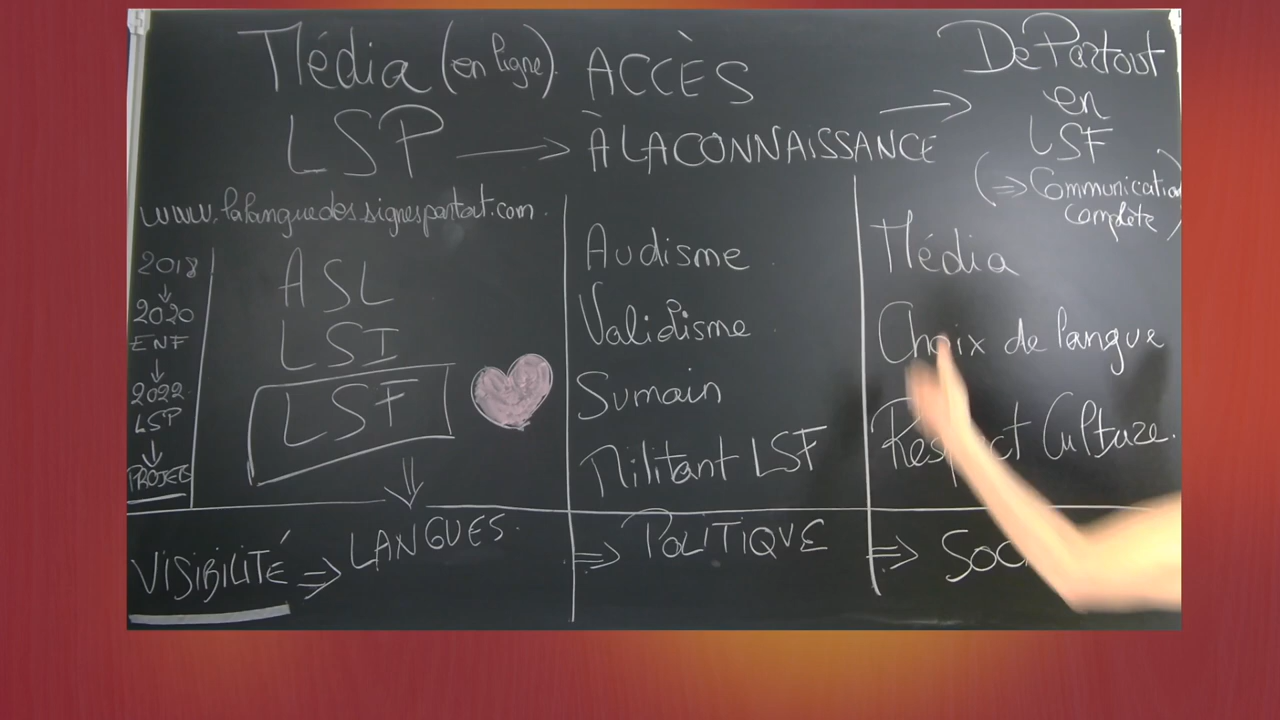 Média (en ligne)
LSP → ACCÈS
À LA CONNAISSANCE
→ De Partout
en
LSF
(⇒ Communication
complète)
www.lalanguedessignespartout.com
2018
↓
2020
ENF
↓
2022
LSP
↓
PROJETS
ASL
LSI
LSF
Audisme
Validisme
Sumain
Militant LSF
Média
Choix de langue
Respect Culture.
VISIBILITÉ ⇒ LANGUES
⇒ POLITIQUE
⇒